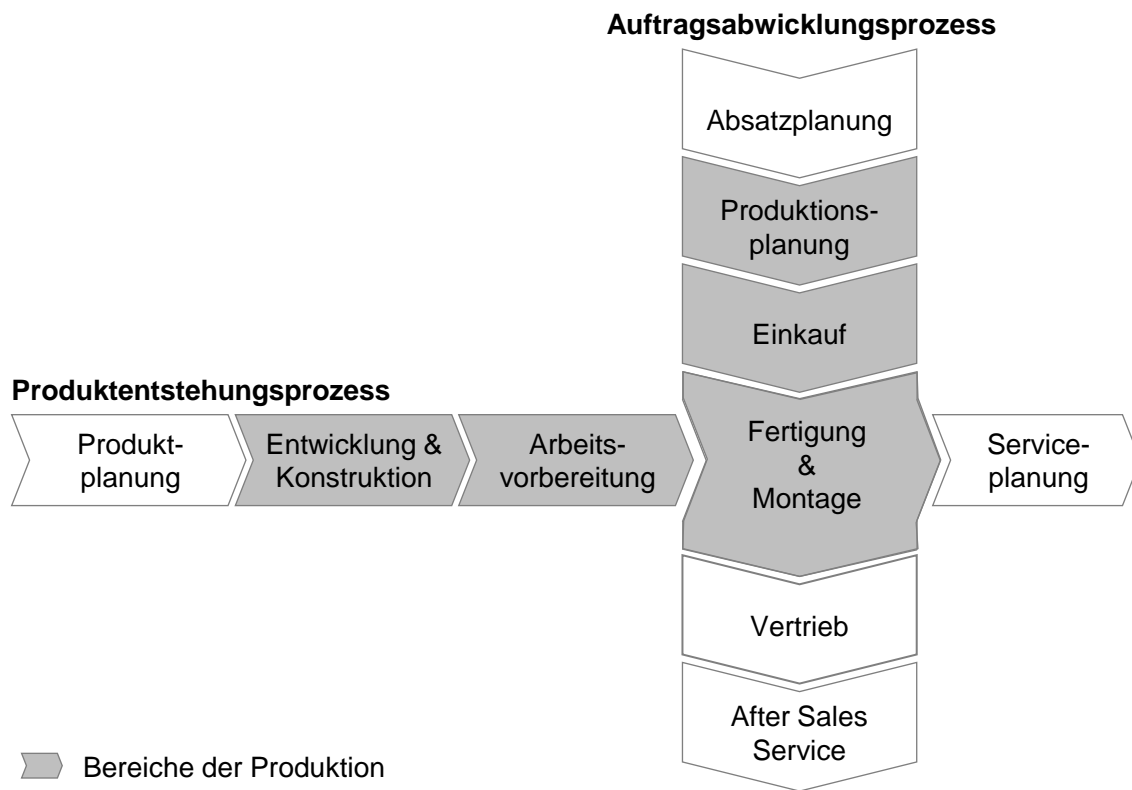 Auftragsabwicklungsprozess
Absatzplanung
Produktions-
planung
Einkauf
Produktentstehungsprozess
Produkt-
planung
Entwicklung &
Konstruktion
Arbeits-
vorbereitung
Fertigung
&
Montage
Service-
planung
Vertrieb
After Sales
Service
Bereiche der Produktion